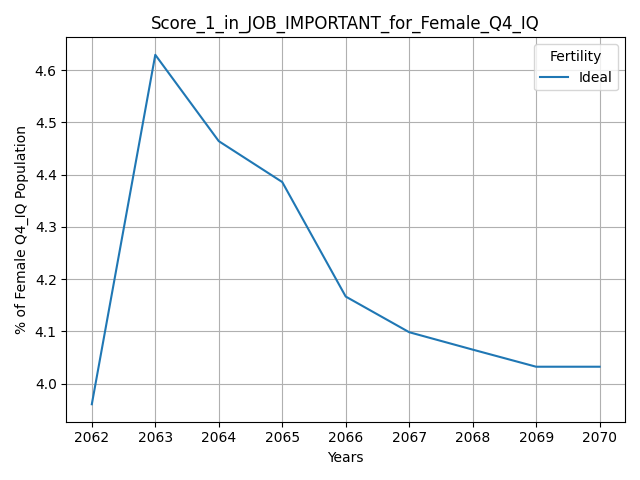 Score_1_in_JOB_IMPORTANT_for_Female_Q4_IQ
Fertility
Ideal
% of Female Q4_IQ Population
4.6
4.5
4.4
4.3
4.2
4.1
4.0
2062 2063 2064 2065 2066 2067 2068 2069 2070
Years